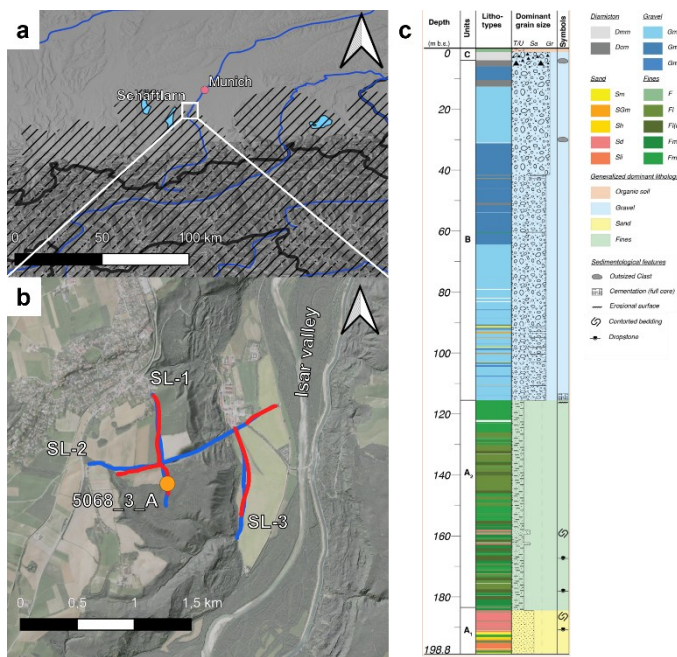 a
Munich
Schäftlarn
0 50 100 km
b
Isar valley
SL-1
SL-2
5068_3_A
SL-3
0 0,5 1 1,5 km
c
Depth
(m b.e.)
Units
Litho-
types
Dominant
grain size
T/U Sa Gr
Symbols
0
20
40
60
80
100
120
140
160
180
198.8
C
B
A2
A1
Diamicton
Dmm
Dcm
Sand
Sm
SGm
Sh
Sd
Sli
Gravel
Gm
Gm
Gm
Fines
F
Fl
Fm
Fm
Generalized dominant lithology
Organic soil
Gravel
Sand
Fines
Sedimentological features
Outsized Clast
Cementation (full core)
Erosional surface
Contorted bedding
Dropstone